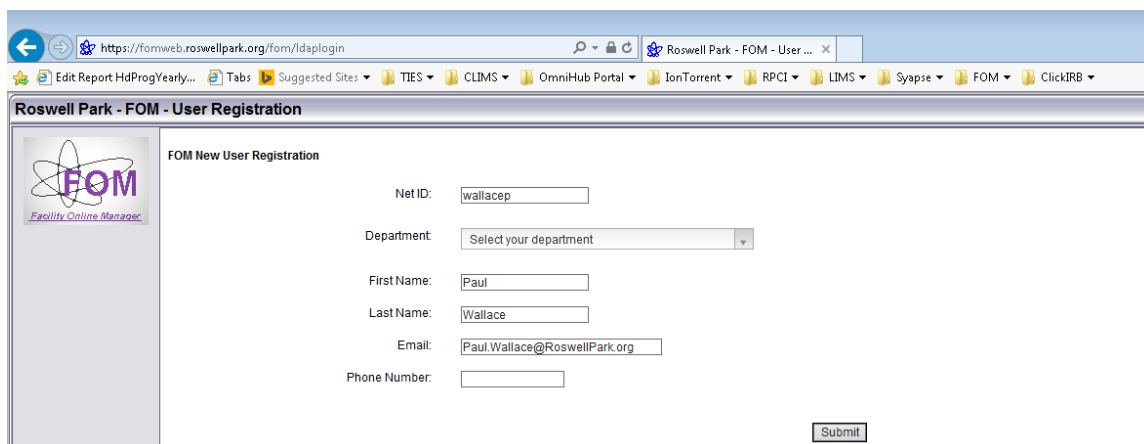 https://fomweb.roswellpark.org/fom/ldaplogin
Roswell Park - FOM - User ...
Edit Report HdProgYearly... Tabs Suggested Sites TIES CLIMS OmniHub Portal IonTorrent RPCI LIMS Syapse FOM ClickIRB
Roswell Park - FOM - User Registration
FOM
Facility Online Manager
FOM New User Registration
Net ID: wallacep
Department: Select your department
First Name: Paul
Last Name: Wallace
Email: Paul.Wallace@RoswellPark.org
Phone Number:
Submit